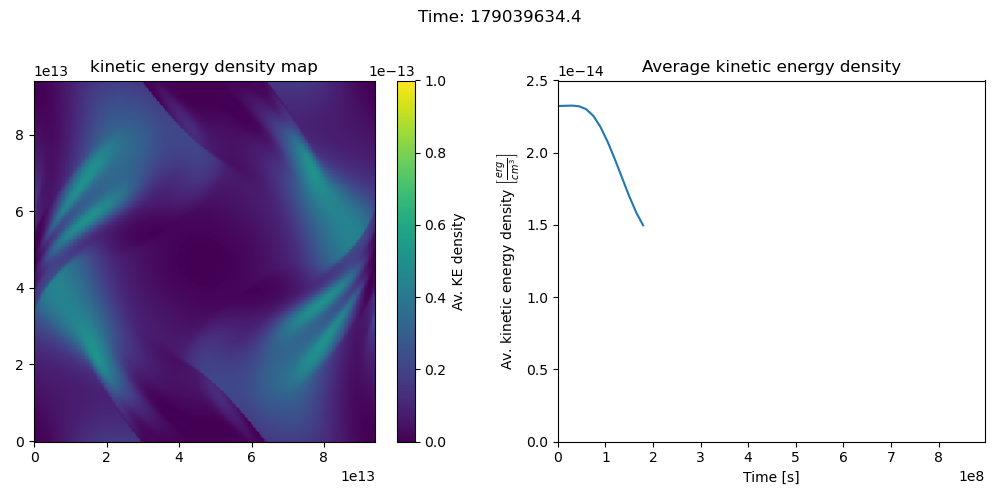 Time: 179039634.4
kinetic energy density map
Average kinetic energy density
1e13
1e−13
1e−14
8
6
4
2
0
0
2
4
6
8
1e13
1.0
0.8
0.6
0.4
0.2
0.0
Av. KE density
2.5
2.0
1.5
1.0
0.5
0.0
Av. kinetic energy density [erg/cm³]
0
1
2
3
4
5
6
7
8
Time [s]
1e8